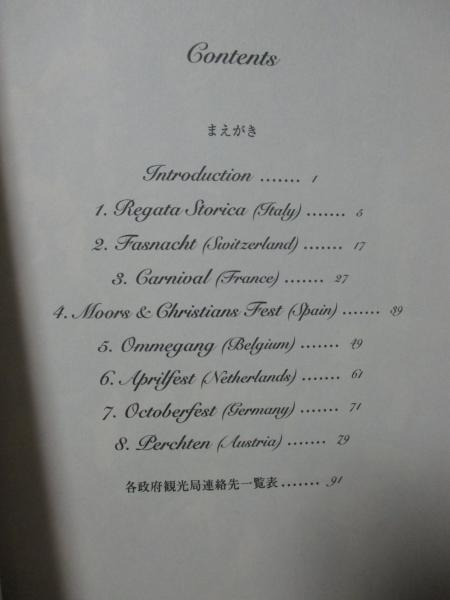 Contents
まえがき
Introduction ....... 1
1. Regata Storica (Italy) ....... 5
2. Fasnacht (Switzerland) ....... 17
3. Carnival (France) ....... 27
4. Moors & Christians Fest (Spain) ....... 39
5. Ommegang (Belgium) ....... 49
6. Aprilfest (Netherlands) ....... 61
7. Octoberfest (Germany) ....... 71
8. Perchten (Austria) ....... 79
各政府観光局連絡先一覧表 ....... 91